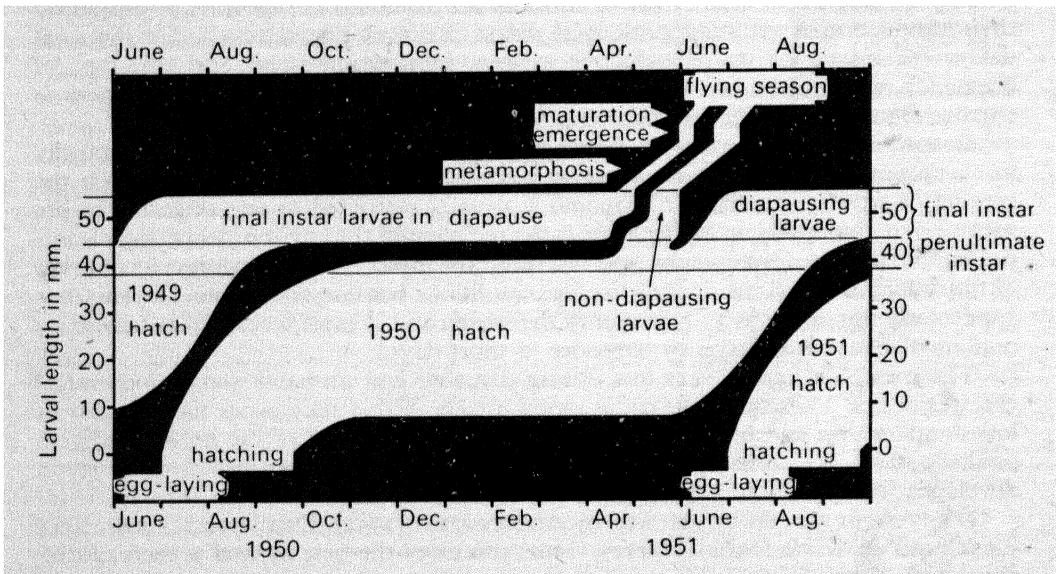 June Aug. Oct. Dec. Feb. Apr. June Aug.
flying season
maturation
emergence
metamorphosis
final instar larvae in diapause
diapausing
larvae
final instar
penultimate
instar
non-diapausing
larvae
1949
hatch
1950 hatch
1951
hatch
hatching
hatching
egg-laying
egg-laying
Larval length in mm.
50
40
30
20
10
0
50
40
30
20
10
0
June Aug. Oct. Dec. Feb. Apr. June Aug.
1950 1951